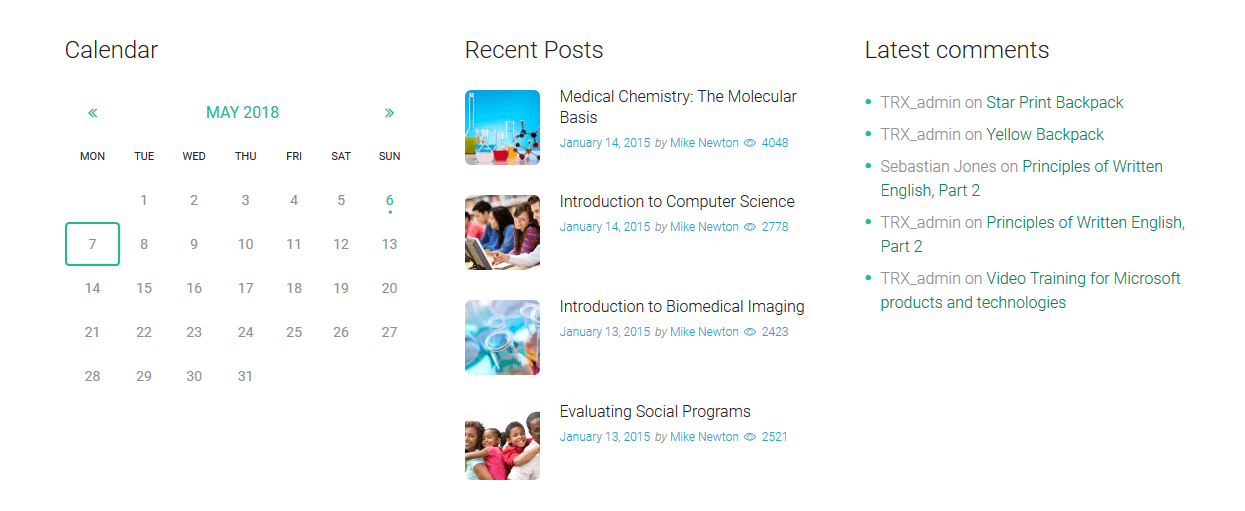 Calendar
« MAY 2018 »
MON TUE WED THU FRI SAT SUN
1 2 3 4 5 6
7 8 9 10 11 12 13
14 15 16 17 18 19 20
21 22 23 24 25 26 27
28 29 30 31
Recent Posts
Medical Chemistry: The Molecular
Basis
January 14, 2015 by Mike Newton 4048
Introduction to Computer Science
January 14, 2015 by Mike Newton 2778
Introduction to Biomedical Imaging
January 13, 2015 by Mike Newton 2423
Evaluating Social Programs
January 13, 2015 by Mike Newton 2521
Latest comments
TRX_admin on Star Print Backpack
TRX_admin on Yellow Backpack
Sebastian Jones on Principles of Written
English, Part 2
TRX_admin on Principles of Written English,
Part 2
TRX_admin on Video Training for Microsoft
products and technologies